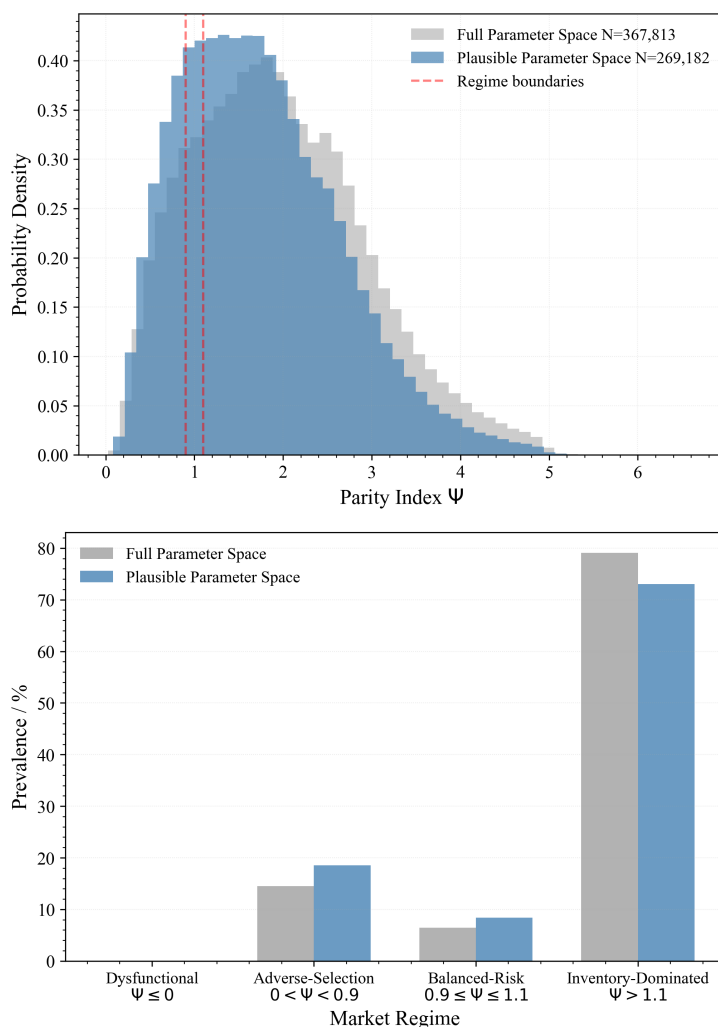 Full Parameter Space N=367,813
Plausible Parameter Space N=269,182
Regime boundaries
0.40
0.35
0.30
0.25
0.20
0.15
0.10
0.05
0.00
Probability Density
0 1 2 3 4 5 6
Parity Index Ψ
Full Parameter Space
Plausible Parameter Space
80
70
60
50
40
30
20
10
0
Prevalence / %
Dysfunctional Adverse-Selection Balanced-Risk Inventory-Dominated
Ψ ≤ 0 0 < Ψ < 0.9 0.9 ≤ Ψ ≤ 1.1 Ψ > 1.1
Market Regime